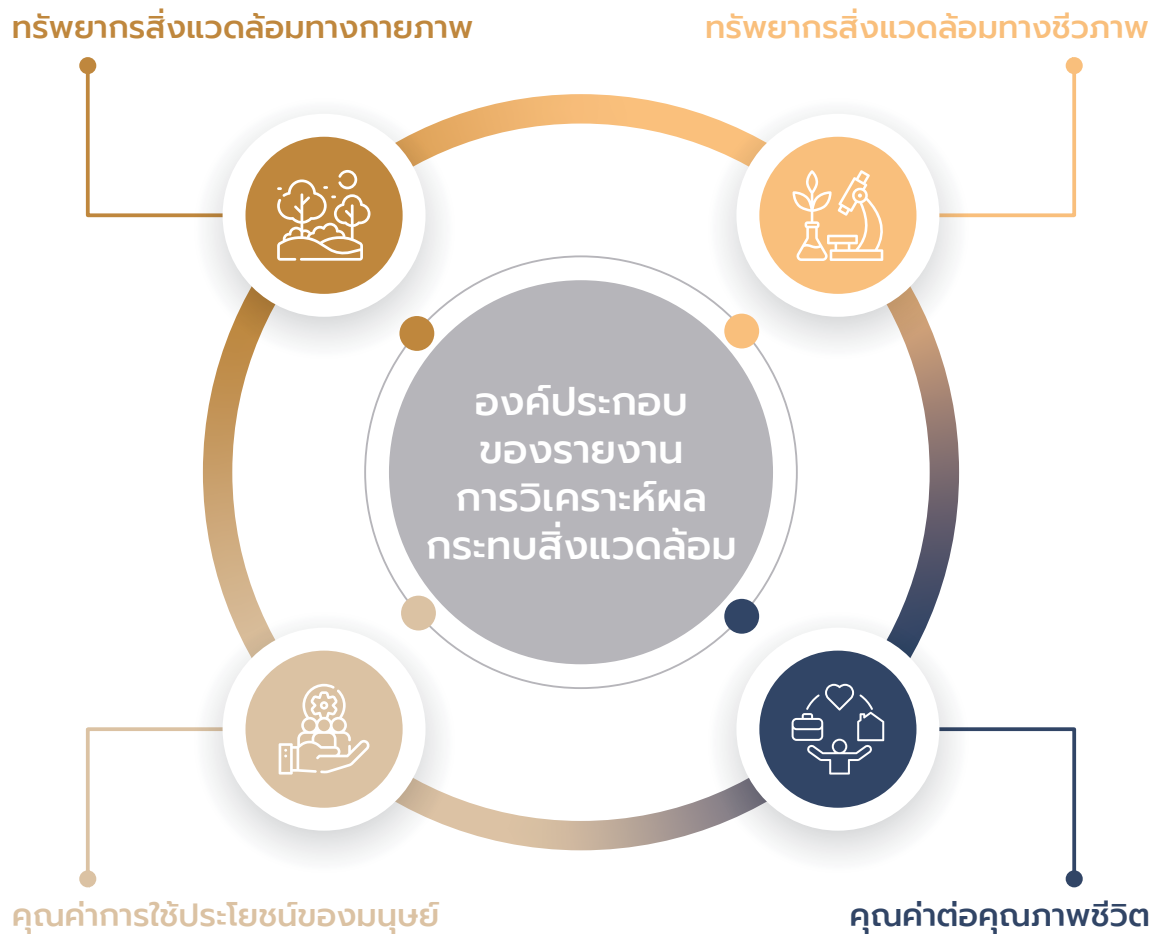 ทรัพยากรสิ่งแวดล้อมทางกายภาพ
ทรัพยากรสิ่งแวดล้อมทางชีวภาพ
องค์ประกอบ
ของรายงาน
การวิเคราะห์ผล
กระทบสิ่งแวดล้อม
คุณค่าการใช้ประโยชน์ของมนุษย์
คุณค่าต่อคุณภาพชีวิต